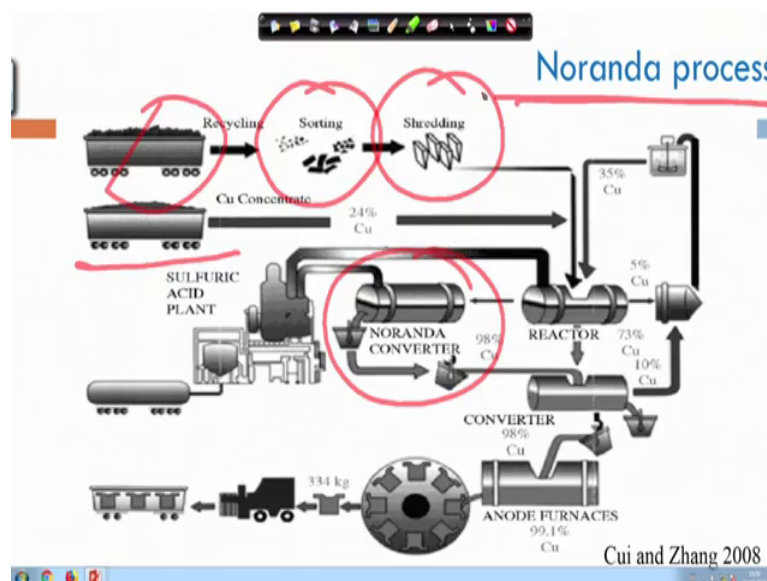 Noranda process
Recycling
Sorting
Shredding
Cu Concentrate
24%
Cu
35%
Cu
SULFURIC
ACID
PLANT
NORANDA
CONVERTER
98%
Cu
REACTOR
5%
Cu
73%
Cu
10%
Cu
CONVERTER
98%
Cu
334 kg
ANODE FURNACES
99.1%
Cu
Cui and Zhang 2008